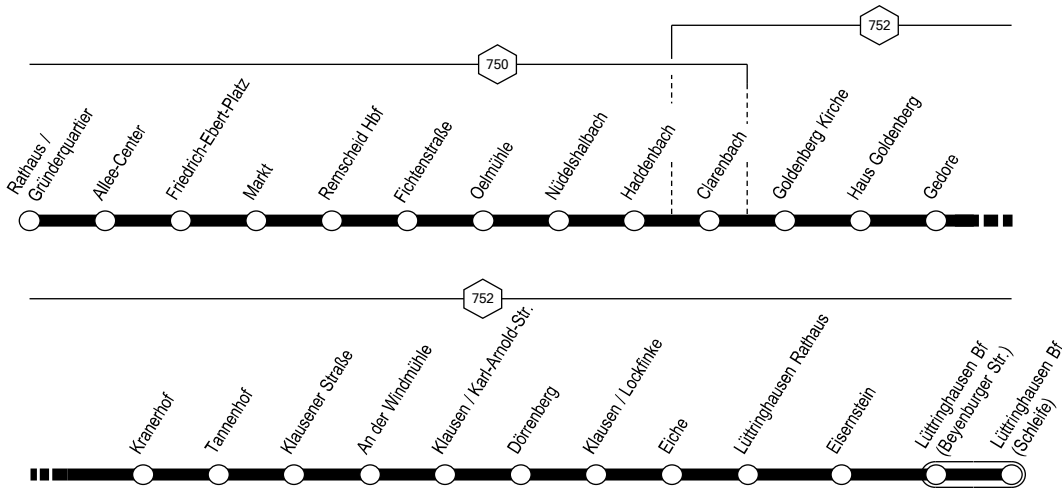 752
750
Rathaus /
Gründerquartier
Allee-Center
Friedrich-Ebert-Platz
Markt
Remscheid Hbf
Fichtenstraße
Oelmühle
Nüdelshalbach
Haddenbach
Clarenbach
Goldenberg Kirche
Haus Goldenberg
Gedore
752
Kranerhof
Tannenhof
Klausener Straße
An der Windmühle
Klausen / Karl-Arnold-Str.
Dörrenberg
Klausen / Lockfinke
Eiche
Lüttringhausen Rathaus
Eisernstein
Lüttringhausen Bf
(Beyenburger Str.)
Lüttringhausen Bf
(Schleife)